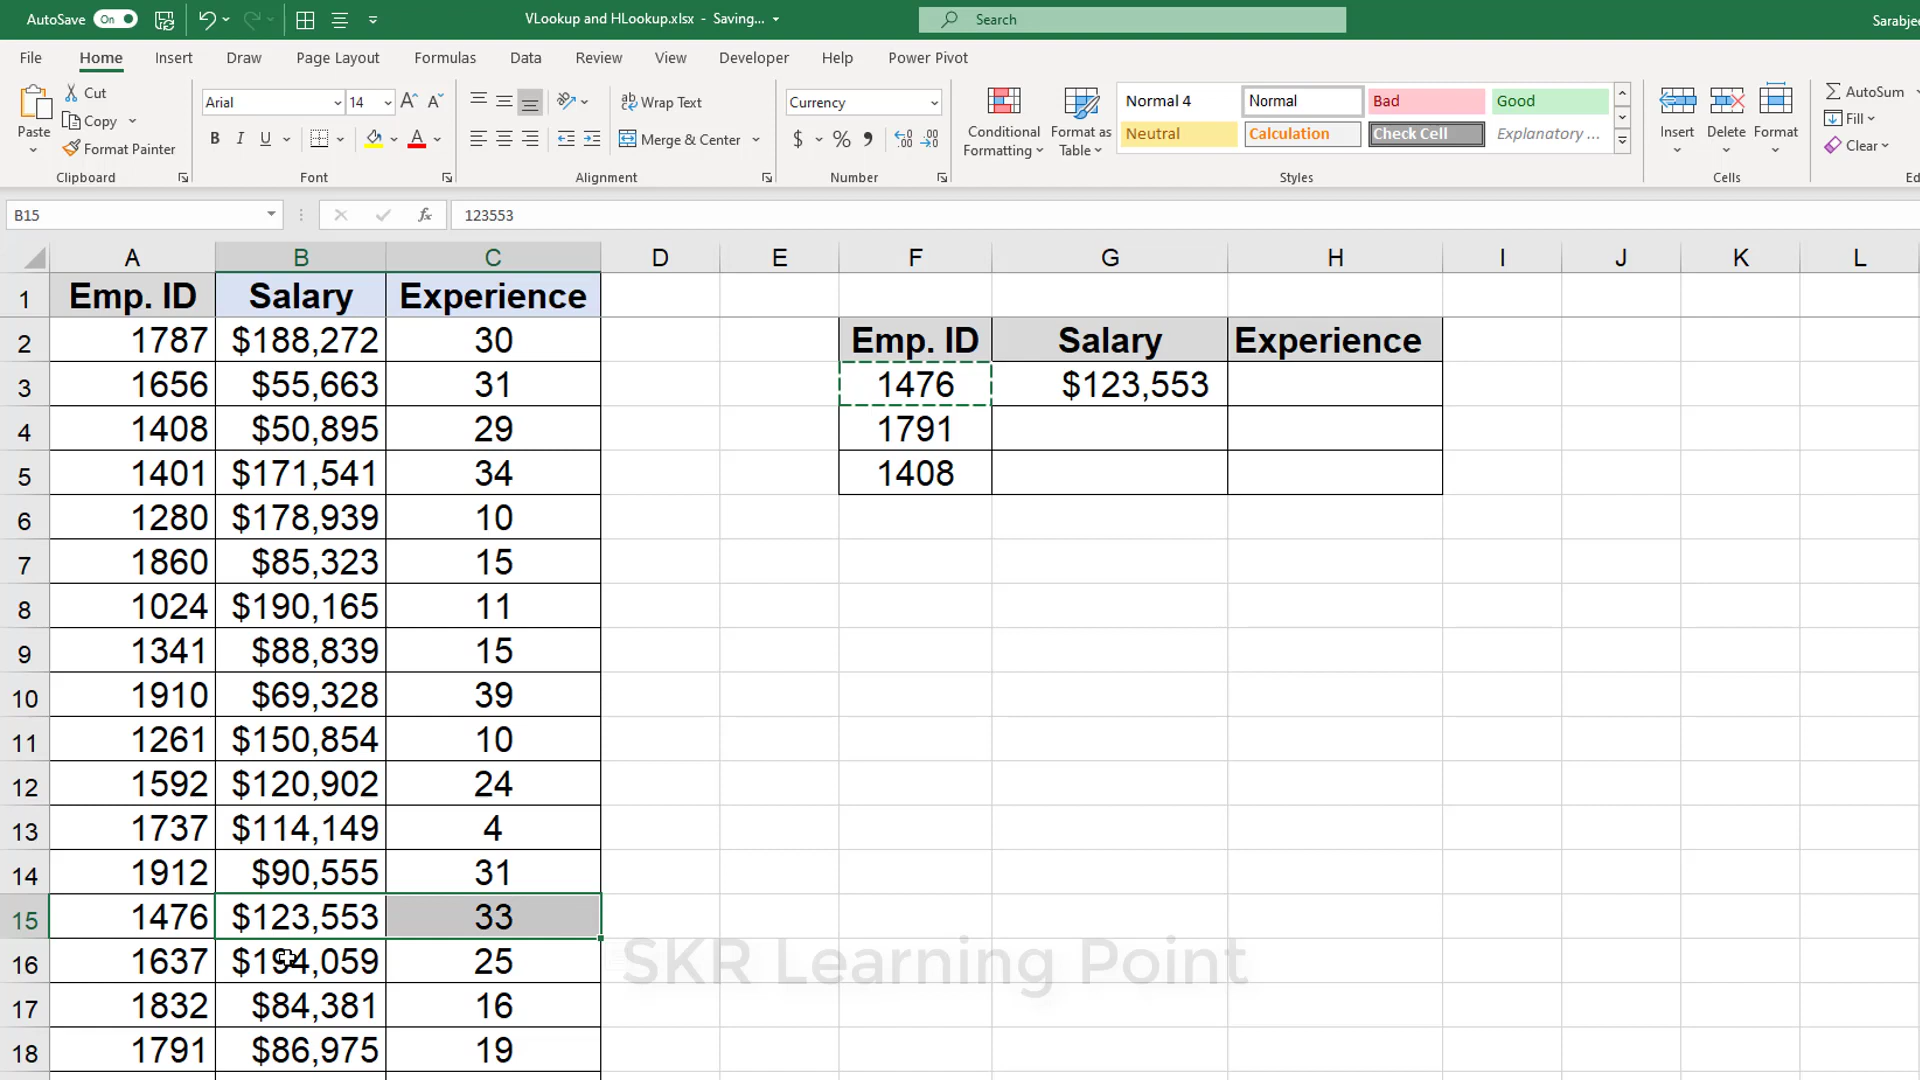 AutoSave On VLookup and HLookup.xlsx - Saving... Search Sarabje
File Home Insert Draw Page Layout Formulas Data Review View Developer Help Power Pivot
Paste Cut Copy Format Painter Clipboard
Arial 14 B I U Font
Wrap Text Merge & Center Alignment
Currency $ % Number
Conditional Formatting Format as Table
Normal 4 Normal Bad Good
Neutral Calculation Check Cell Explanatory ...
Styles
Insert Delete Format Cells
AutoSum Fill Clear Ed
B15 fx 123553
A B C D E F G H I J K L
1 Emp. ID Salary Experience
2 1787 $188,272 30 Emp. ID Salary Experience
3 1656 $55,663 31 1476 $123,553
4 1408 $50,895 29 1791
5 1401 $171,541 34 1408
6 1280 $178,939 10
7 1860 $85,323 15
8 1024 $190,165 11
9 1341 $88,839 15
10 1910 $69,328 39
11 1261 $150,854 10
12 1592 $120,902 24
13 1737 $114,149 4
14 1912 $90,555 31
15 1476 $123,553 33
16 1637 $194,059 25 SKR Learning Point
17 1832 $84,381 16
18 1791 $86,975 19